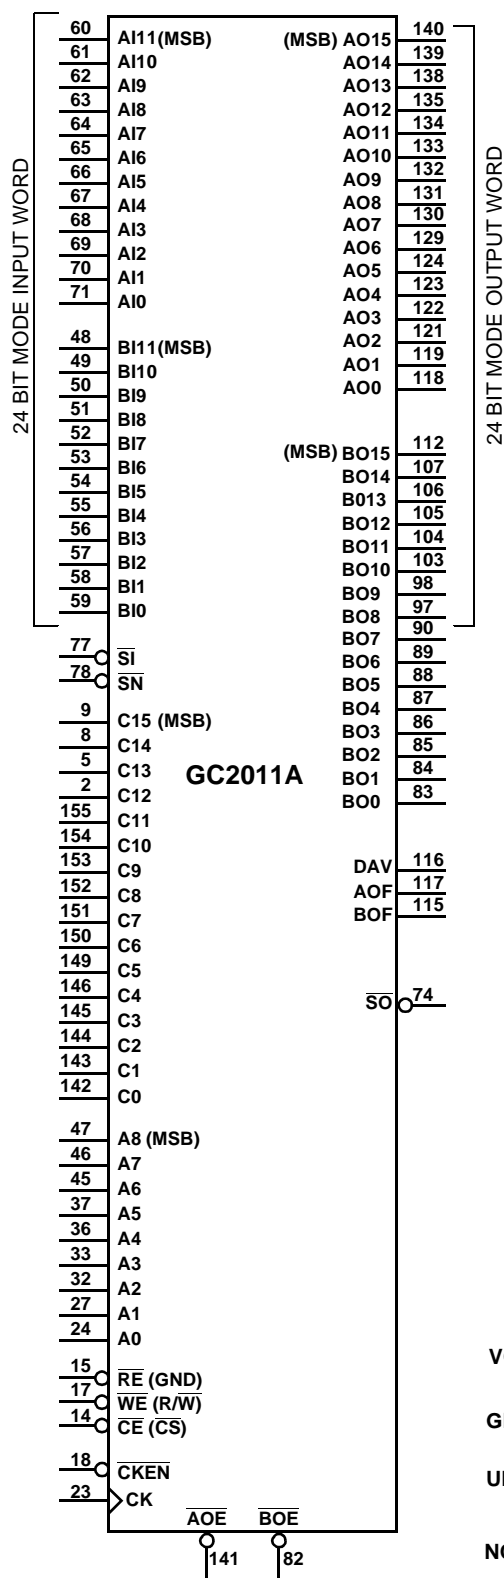 24 BIT MODE INPUT WORD
60 AI11(MSB)
61 AI10
62 AI9
63 AI8
64 AI7
65 AI6
66 AI5
67 AI4
68 AI3
69 AI2
70 AI1
71 AI0
48 BI11(MSB)
49 BI10
50 BI9
51 BI8
52 BI7
53 BI6
54 BI5
55 BI4
56 BI3
57 BI2
58 BI1
59 BI0
77 SI
78 SN
9 C15 (MSB)
8 C14
5 C13
2 C12
155 C11
154 C10
153 C9
152 C8
151 C7
150 C6
149 C5
146 C4
145 C3
144 C2
143 C1
142 C0
47 A8 (MSB)
46 A7
45 A6
37 A5
36 A4
33 A3
32 A2
27 A1
24 A0
15 RE (GND)
17 WE (R/W)
14 CE (CS)
18 CKEN
23 CK
GC2011A
(MSB) AO15 140
AO14 139
AO13 138
AO12 135
AO11 134
AO10 133
AO9 132
AO8 131
AO7 130
AO6 129
AO5 124
AO4 123
AO3 122
AO2 121
AO1 119
AO0 118
(MSB) BO15 112
BO14 107
B013 106
BO12 105
BO11 104
BO10 103
BO9 98
BO8 97
BO7 90
BO6 89
BO5 88
BO4 87
BO3 86
BO2 85
BO1 84
BO0 83
24 BIT MODE OUTPUT WORD
DAV 116
AOF 117
BOF 115
SO 74
AOE BOE
141 82